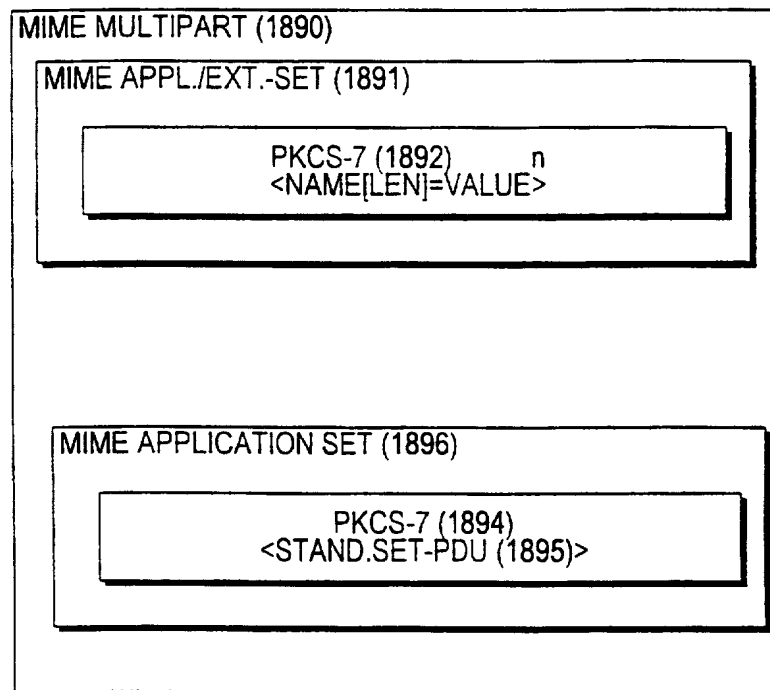 MIME MULTIPART (1890)
MIME APPL./EXT.-SET (1891)
PKCS-7 (1892) n
<NAME[LEN]=VALUE>
MIME APPLICATION SET (1896)
PKCS-7 (1894)
<STAND.SET-PDU (1895)>